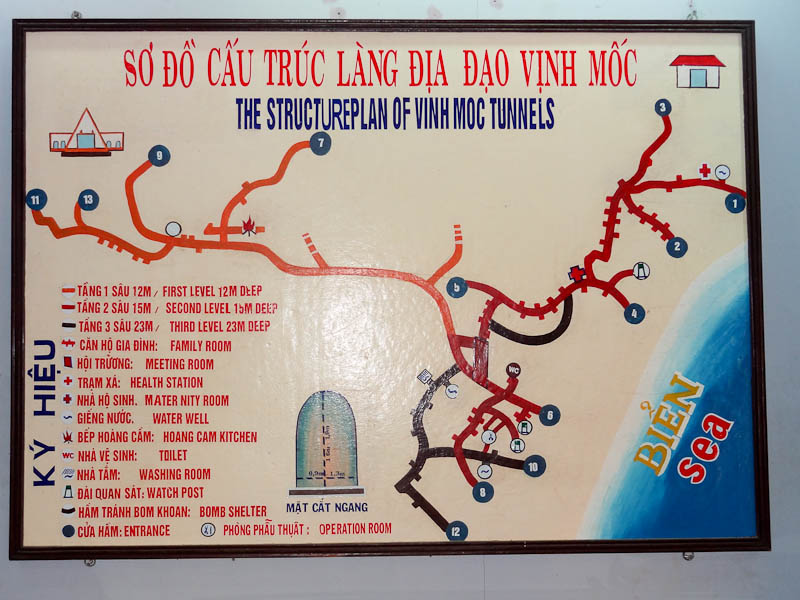 SƠ ĐỒ CẤU TRÚC LÀNG ĐỊA ĐẠO VỊNH MỐC
THE STRUCTUREPLAN OF VINH MOC TUNNELS
3
7
9
1
11
13
2
5
4
KÝ HIỆU
TẦNG 1 SÂU 12M / FIRST LEVEL 12M DEEP
TẦNG 2 SÂU 15M / SECOND LEVEL 15M DEEP
TẦNG 3 SÂU 23M / THIRD LEVEL 23M DEEP
CĂN HỘ GIA ĐÌNH: FAMILY ROOM
HỘI TRƯỜNG: MEETING ROOM
TRẠM XÁ: HEALTH STATION
NHÀ HỘ SINH. MATER NITY ROOM
GIẾNG NƯỚC. WATER WELL
BẾP HOÀNG CẦM: HOANG CAM KITCHEN
WC NHÀ VỆ SINH: TOILET
NHÀ TẮM: WASHING ROOM
ĐÀI QUAN SÁT: WATCH POST
HẦM TRÁNH BOM KHOAN: BOMB SHELTER
CỬA HẦM: ENTRANCE
PHÒNG PHẪU THUẬT: OPERATION ROOM
0,9m
1.3m
MẶT CẮT NGANG
WC
6
10
8
12
BIỂN
sea